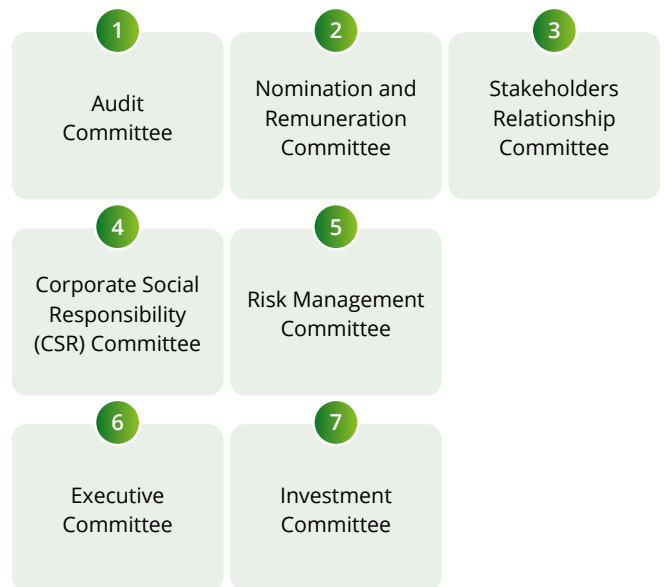 1
Audit
Committee
2
Nomination and
Remuneration
Committee
3
Stakeholders
Relationship
Committee
4
Corporate Social
Responsibility
(CSR) Committee
5
Risk Management
Committee
6
Executive
Committee
7
Investment
Committee